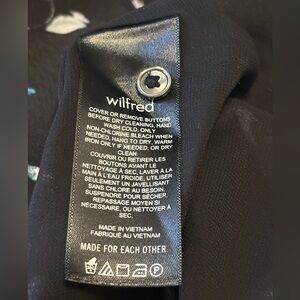 wilfred
COVER OR REMOVE BUTTONS
BEFORE DRY CLEANING, HAND
WASH COLD, ONLY
NON-CHLORINE BLEACH WHEN
NEEDED, HANG TO DRY, WARM
IRON ONLY IF NEEDED, OR DRY
CLEAN
COUVRIR OU RETIRER LES
BOUTONS AVANT LE
NETTOYAGE À SEC, LAVER À LA
MAIN À L'EAU FROIDE, UTILISER
SEULEMENT UN JAVELLISANT
SANS CHLORE AU BESOIN,
SUSPENDRE POUR SÉCHER,
REPASSAGE MOYEN SI
NÉCESSAIRE, OU NETTOYER À
SEC.
MADE IN VIETNAM
FABRIQUÉ AU VIETNAM
MADE FOR EACH OTHER
P